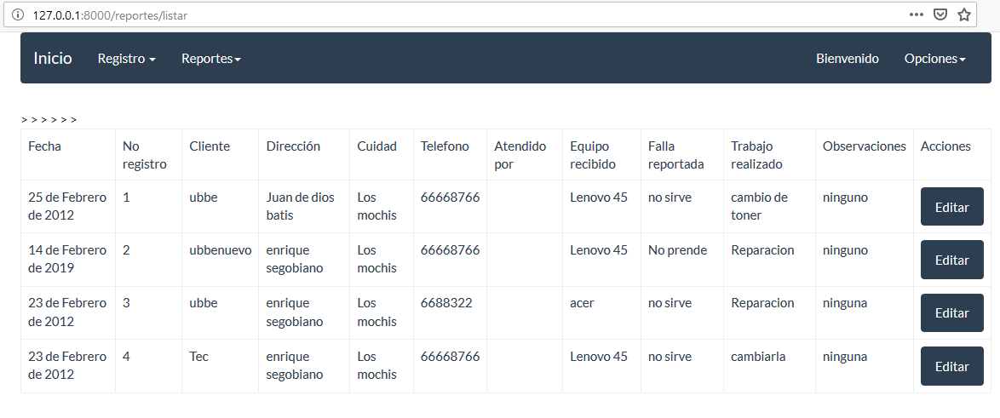 127.0.0.1:8000/reportes/listar
Inicio Registro Reportes Bienvenido Opciones
> > > > > >
Fecha No registro Cliente Dirección Cuidad Telefono Atendido por Equipo recibido Falla reportada Trabajo realizado Observaciones Acciones
25 de Febrero de 2012 1 ubbe Juan de dios batis Los mochis 66668766 Lenovo 45 no sirve cambio de toner ninguno Editar
14 de Febrero de 2019 2 ubbenuevo enrique segobiano Los mochis 66668766 Lenovo 45 No prende Reparacion ninguno Editar
23 de Febrero de 2012 3 ubbe enrique segobiano Los mochis 6688322 acer no sirve Reparacion ninguna Editar
23 de Febrero de 2012 4 Tec enrique segobiano Los mochis 66668766 Lenovo 45 no sirve cambiarla ninguna Editar